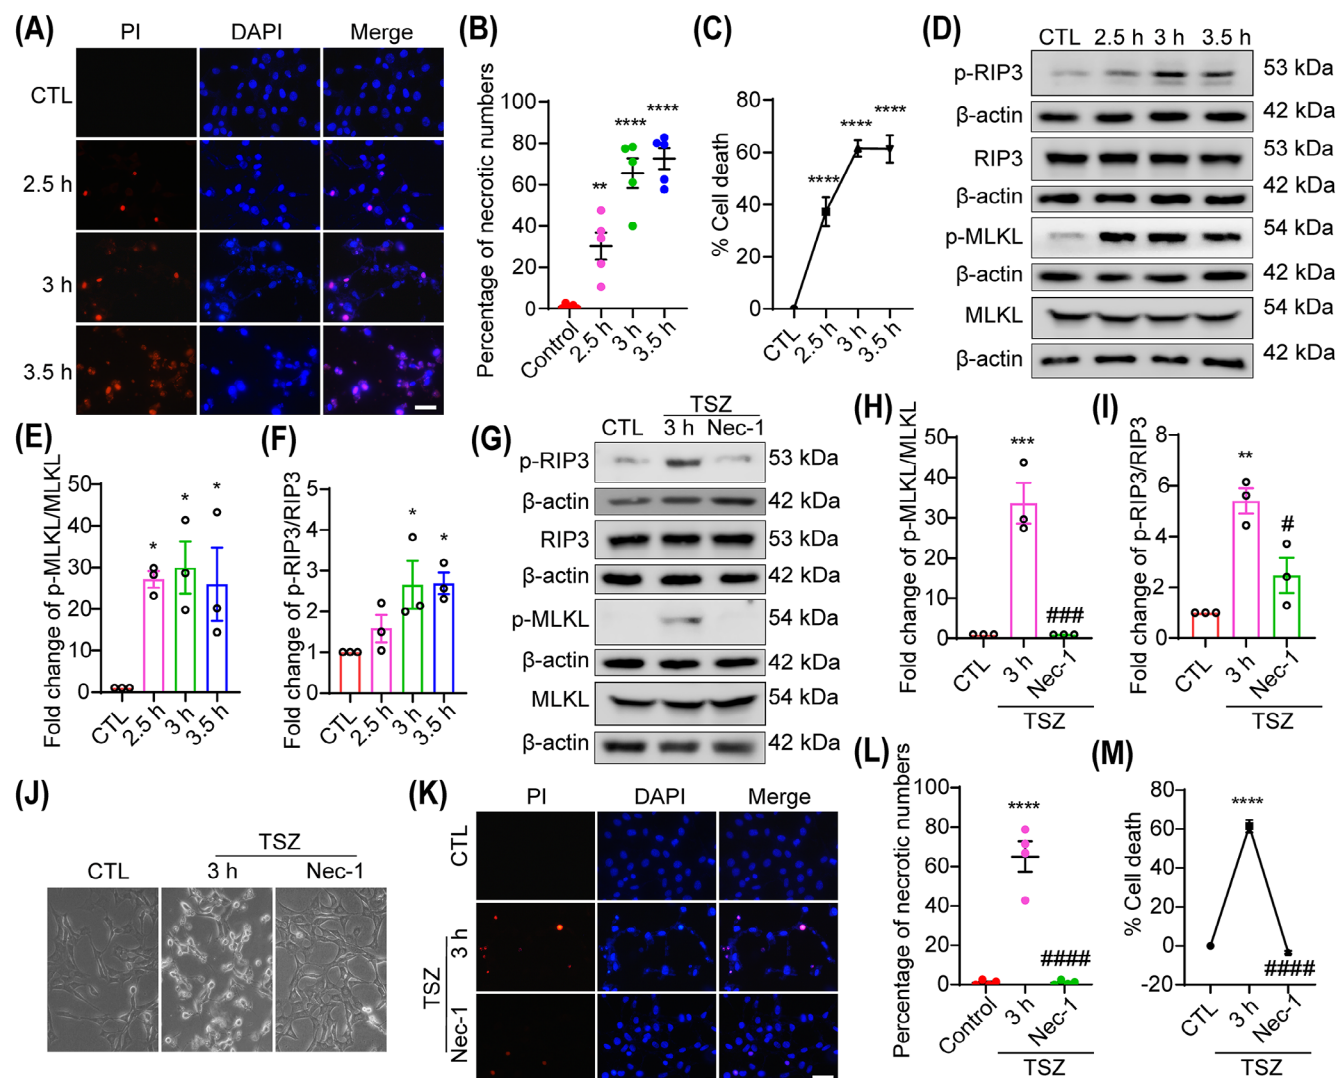 (A)
PI DAPI Merge
CTL
2.5 h
3 h
3.5 h
(B)
Percentage of necrotic numbers
100
80
60
40
20
0
** **** ****
Control 2.5 h 3 h 3.5 h
(C)
% Cell death
80
60
40
20
0
**** **** ****
CTL 2.5 h 3 h 3.5 h
(D)
CTL 2.5 h 3 h 3.5 h
p-RIP3 53 kDa
β-actin 42 kDa
RIP3 53 kDa
β-actin 42 kDa
p-MLKL 54 kDa
β-actin 42 kDa
MLKL 54 kDa
β-actin 42 kDa
(E)
Fold change of p-MLKL/MLKL
50
40
30
20
10
0
* * *
CTL 2.5 h 3 h 3.5 h
(F)
Fold change of p-RIP3/RIP3
5
4
3
2
1
0
* *
CTL 2.5 h 3 h 3.5 h
(G)
TSZ
CTL 3 h Nec-1
p-RIP3 53 kDa
β-actin 42 kDa
RIP3 53 kDa
β-actin 42 kDa
p-MLKL 54 kDa
β-actin 42 kDa
MLKL 54 kDa
β-actin 42 kDa
(H)
Fold change of p-MLKL/MLKL
50
40
30
20
10
0
*** ###
CTL 3 h Nec-1
TSZ
(I)
Fold change of p-RIP3/RIP3
8
6
4
2
0
** #
CTL 3 h Nec-1
TSZ
(J)
TSZ
CTL 3 h Nec-1
(K)
PI DAPI Merge
CTL
TSZ
3 h
Nec-1
(L)
Percentage of necrotic numbers
100
80
60
40
20
0
**** ####
Control 3 h Nec-1
TSZ
(M)
% Cell death
80
60
40
20
0
-20
**** ####
CTL 3 h Nec-1
TSZ